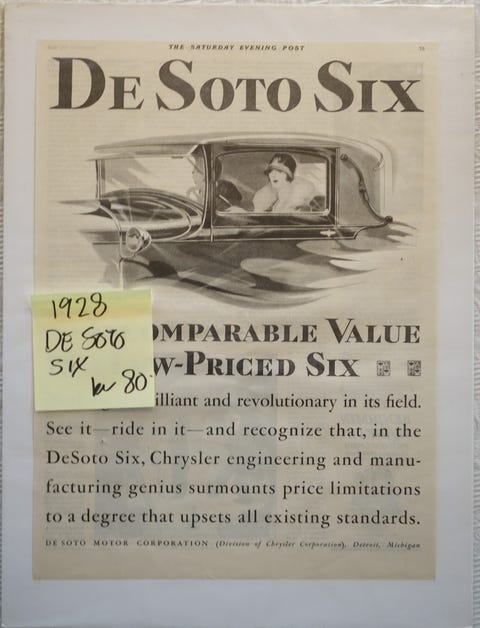 THE SATURDAY EVENING POST
DE SOTO SIX
1928
DE SOTO
SIX
80.
OMPARABLE VALUE
W-PRICED SIX
illiant and revolutionary in its field.
See it—ride in it—and recognize that, in the
DeSoto Six, Chrysler engineering and manu-
facturing genius surmounts price limitations
to a degree that upsets all existing standards.
DE SOTO MOTOR CORPORATION (Division of Chrysler Corporation), Detroit, Michigan